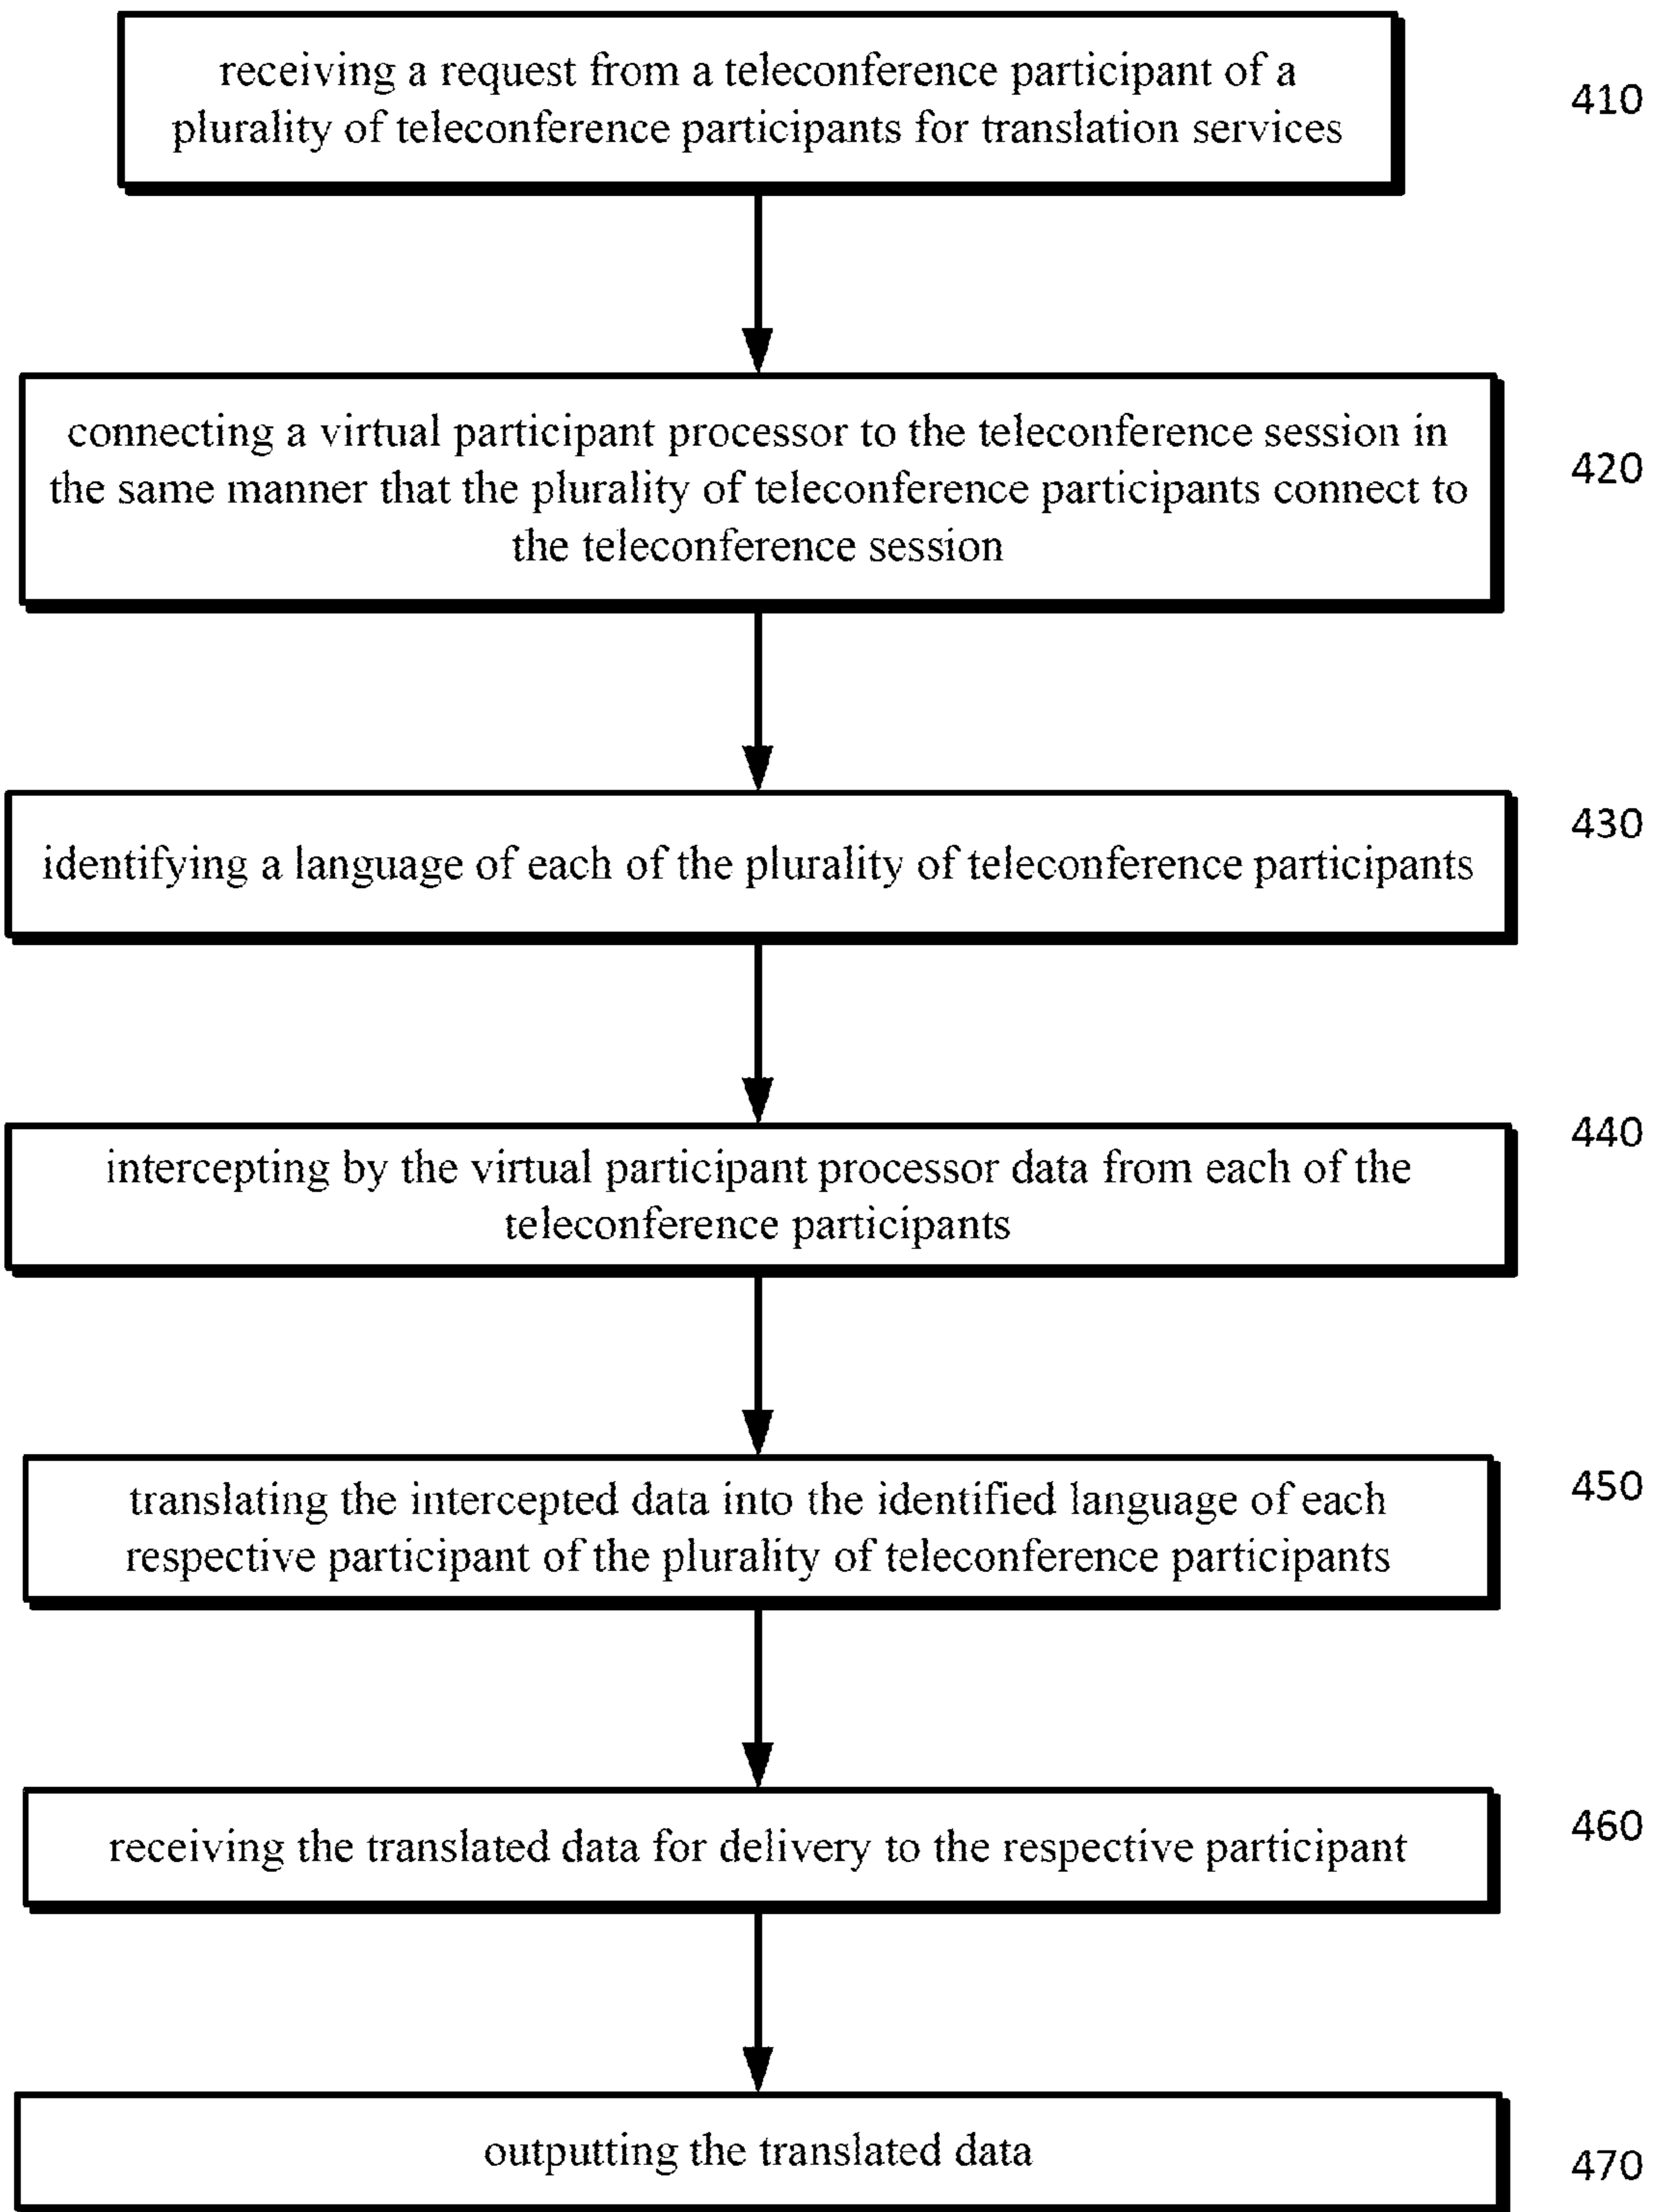 receiving a request from a teleconference participant of a
plurality of teleconference participants for translation services
410
connecting a virtual participant processor to the teleconference session in
the same manner that the plurality of teleconference participants connect to
the teleconference session
420
identifying a language of each of the plurality of teleconference participants
430
intercepting by the virtual participant processor data from each of the
teleconference participants
440
translating the intercepted data into the identified language of each
respective participant of the plurality of teleconference participants
450
receiving the translated data for delivery to the respective participant
460
outputting the translated data
470